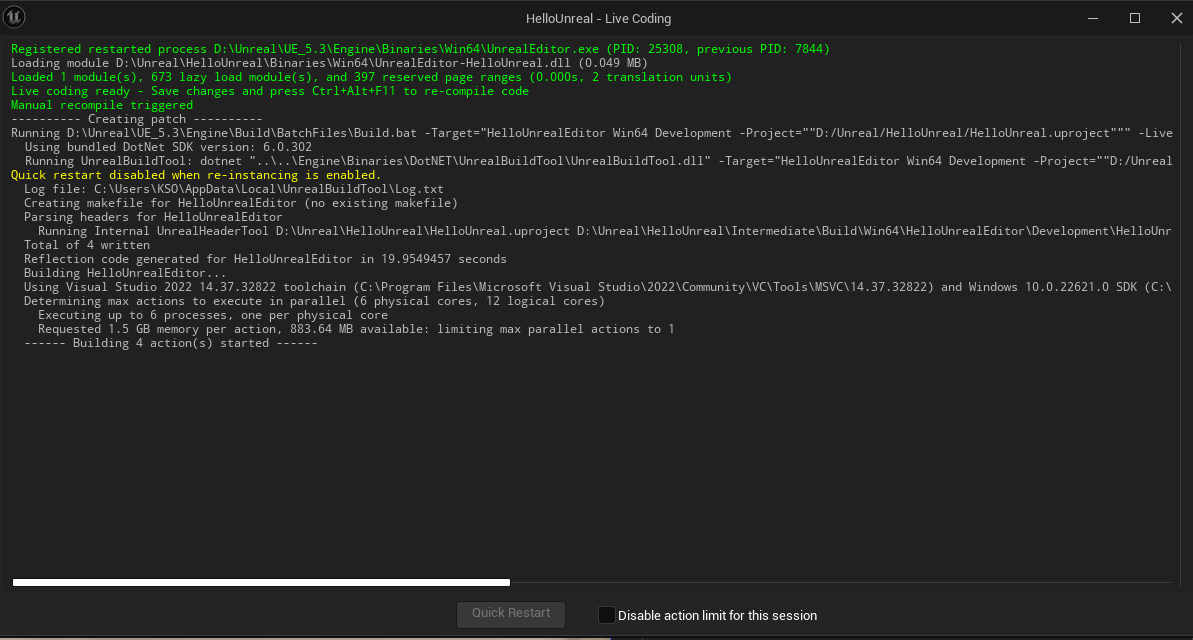 HelloUnreal - Live Coding
Registered restarted process D:\Unreal\UE_5.3\Engine\Binaries\Win64\UnrealEditor.exe (PID: 25308, previous PID: 7844)
Loading module D:\Unreal\HelloUnreal\Binaries\Win64\UnrealEditor-HelloUnreal.dll (0.049 MB)
Loaded 1 module(s), 673 lazy load module(s), and 397 reserved page ranges (0.000s, 2 translation units)
Live coding ready - Save changes and press Ctrl+Alt+F11 to re-compile code
Manual recompile triggered
---------- Creating patch ----------
Running D:\Unreal\UE_5.3\Engine\Build\BatchFiles\Build.bat -Target="HelloUnrealEditor Win64 Development -Project=""D:/Unreal/HelloUnreal/HelloUnreal.uproject""" -Live
Using bundled DotNet SDK version: 6.0.302
Running UnrealBuildTool: dotnet "..\..\Engine\Binaries\DotNET\UnrealBuildTool\UnrealBuildTool.dll" -Target="HelloUnrealEditor Win64 Development -Project=""D:/Unreal
Quick restart disabled when re-instancing is enabled.
Log file: C:\Users\KSO\AppData\Local\UnrealBuildTool\Log.txt
Creating makefile for HelloUnrealEditor (no existing makefile)
Parsing headers for HelloUnrealEditor
Running Internal UnrealHeaderTool D:\Unreal\HelloUnreal\HelloUnreal.uproject D:\Unreal\HelloUnreal\Intermediate\Build\Win64\HelloUnrealEditor\Development\HelloUnr
Total of 4 written
Reflection code generated for HelloUnrealEditor in 19.9549457 seconds
Building HelloUnrealEditor...
Using Visual Studio 2022 14.37.32822 toolchain (C:\Program Files\Microsoft Visual Studio\2022\Community\VC\Tools\MSVC\14.37.32822) and Windows 10.0.22621.0 SDK (C:\
Determining max actions to execute in parallel (6 physical cores, 12 logical cores)
Executing up to 6 processes, one per physical core
Requested 1.5 GB memory per action, 883.64 MB available: limiting max parallel actions to 1
------ Building 4 action(s) started ------
Quick Restart
Disable action limit for this session